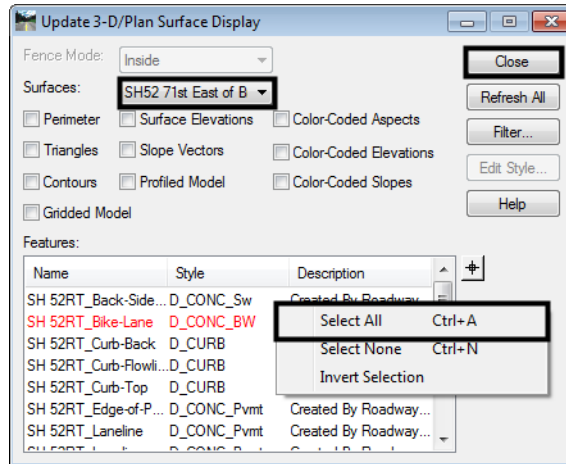 Update 3-D/Plan Surface Display
Fence Mode: Inside
Close
Surfaces: SH52 71st East of B
Refresh All
Perimeter Surface Elevations Color-Coded Aspects
Filter...
Triangles Slope Vectors Color-Coded Elevations
Edit Style...
Contours Profiled Model Color-Coded Slopes
Help
Gridded Model
Features:
Name Style Description
SH 52RT_Back-Side... D_CONC_Sw Created By Roadway...
SH 52RT_Bike-Lane D_CONC_BW
Select All Ctrl+A
SH 52RT_Curb-Back D_CURB
Select None Ctrl+N
SH 52RT_Curb-Flowli... D_CURB
Invert Selection
SH 52RT_Curb-Top D_CURB
SH 52RT_Edge-of-P... D_CONC_Pvmt Created By Roadway...
SH 52RT_Laneline D_CONC_Pvmt Created By Roadway...